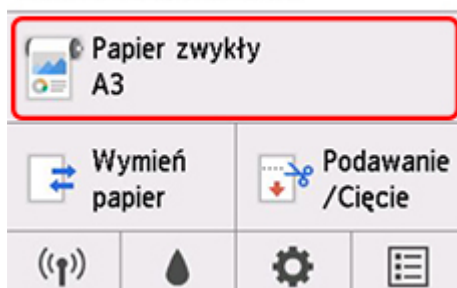 Papier zwykły
A3
Wymień
papier
Podawanie
/Cięcie